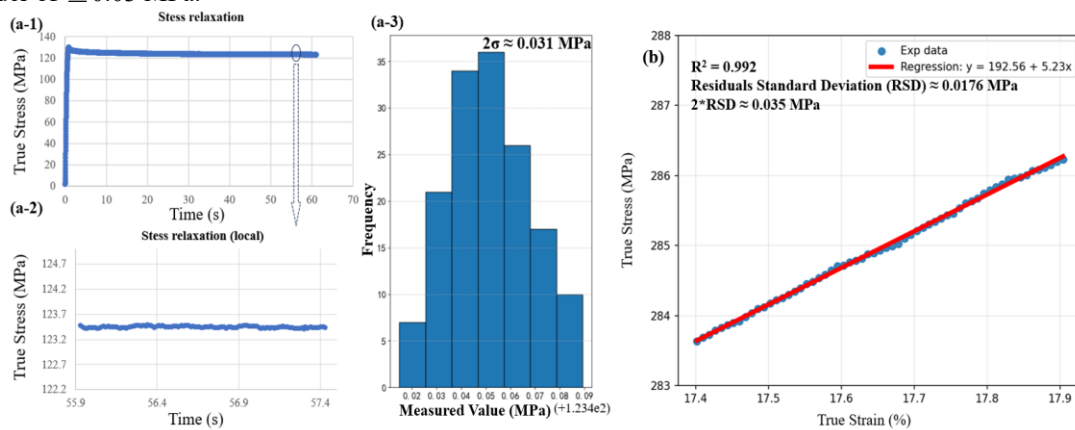 (a-1)
Stess relaxation
True Stress (MPa)
140
120
100
80
60
40
20
0
0 10 20 30 40 50 60 70
Time (s)
(a-2)
Stess relaxation (local)
True Stress (MPa)
124.7
124.2
123.7
123.2
122.7
122.2
55.9 56.4 56.9 57.4
Time (s)
(a-3)
2σ ≈ 0.031 MPa
Frequency
35
30
25
20
15
10
5
0
0.02 0.03 0.04 0.05 0.06 0.07 0.08 0.09
Measured Value (MPa) (+1.234e2)
(b)
Exp data
Regression: y = 192.56 + 5.23x
R² = 0.992
Residuals Standard Deviation (RSD) ≈ 0.0176 MPa
2*RSD ≈ 0.035 MPa
True Stress (MPa)
288
287
286
285
284
283
17.4 17.5 17.6 17.7 17.8 17.9
True Strain (%)